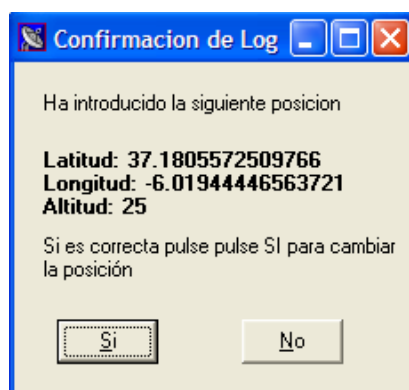 Confirmacion de Log
Ha introducido la siguiente posicion
Latitud: 37.1805572509766
Longitud: -6.01944446563721
Altitud: 25
Si es correcta pulse pulse SI para cambiar
la posición
Si
No